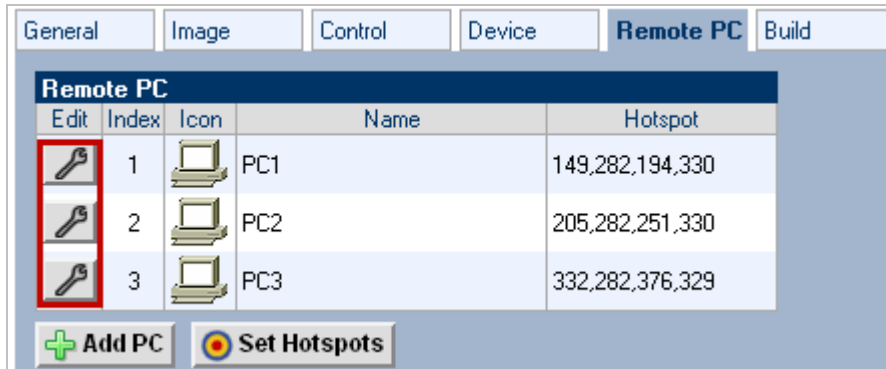 General Image Control Device Remote PC Build
Remote PC
Edit Index Icon Name Hotspot
1 PC1 149,282,194,330
2 PC2 205,282,251,330
3 PC3 332,282,376,329
Add PC Set Hotspots